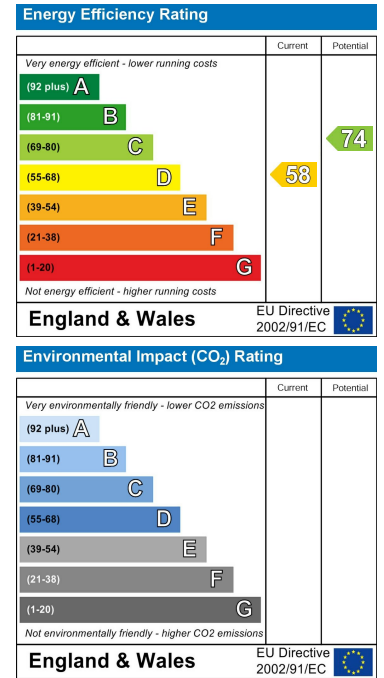 Energy Efficiency Rating
Current Potential
Very energy efficient - lower running costs
(92 plus) A
(81-91) B
(69-80) C
74
(55-68) D
58
(39-54) E
(21-38) F
(1-20) G
Not energy efficient - higher running costs
England & Wales
EU Directive
2002/91/EC
Environmental Impact (CO₂) Rating
Current Potential
Very environmentally friendly - lower CO2 emissions
(92 plus) A
(81-91) B
(69-80) C
(55-68) D
(39-54) E
(21-38) F
(1-20) G
Not environmentally friendly - higher CO2 emissions
England & Wales
EU Directive
2002/91/EC